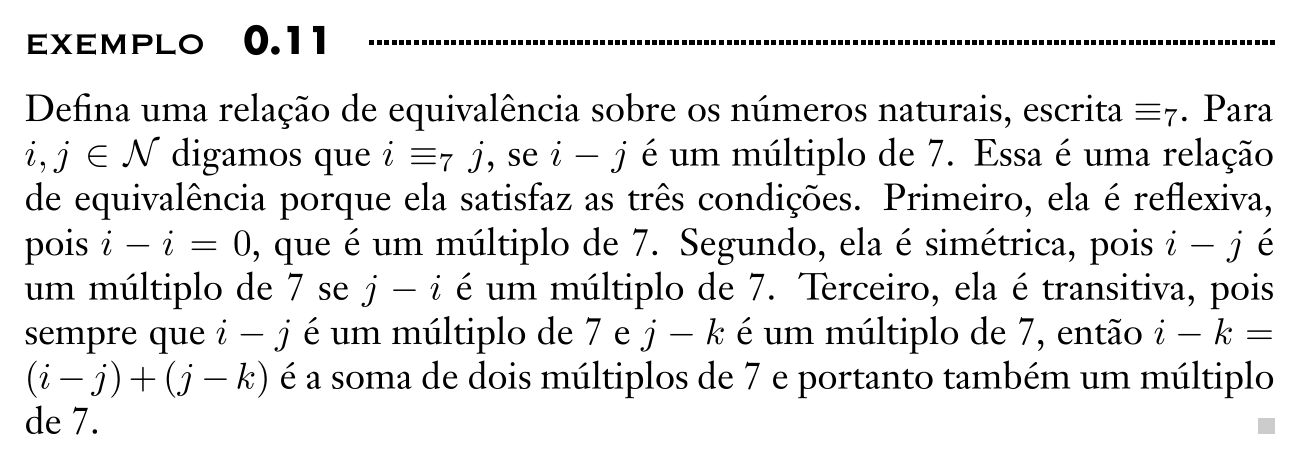 EXEMPLO 0.11
Defina uma relação de equivalência sobre os números naturais, escrita ≡₇. Para
i, j ∈ 𝒩 digamos que i ≡₇ j, se i − j é um múltiplo de 7. Essa é uma relação
de equivalência porque ela satisfaz as três condições. Primeiro, ela é reflexiva,
pois i − i = 0, que é um múltiplo de 7. Segundo, ela é simétrica, pois i − j é
um múltiplo de 7 se j − i é um múltiplo de 7. Terceiro, ela é transitiva, pois
sempre que i − j é um múltiplo de 7 e j − k é um múltiplo de 7, então i − k =
(i − j) + (j − k) é a soma de dois múltiplos de 7 e portanto também um múltiplo
de 7.